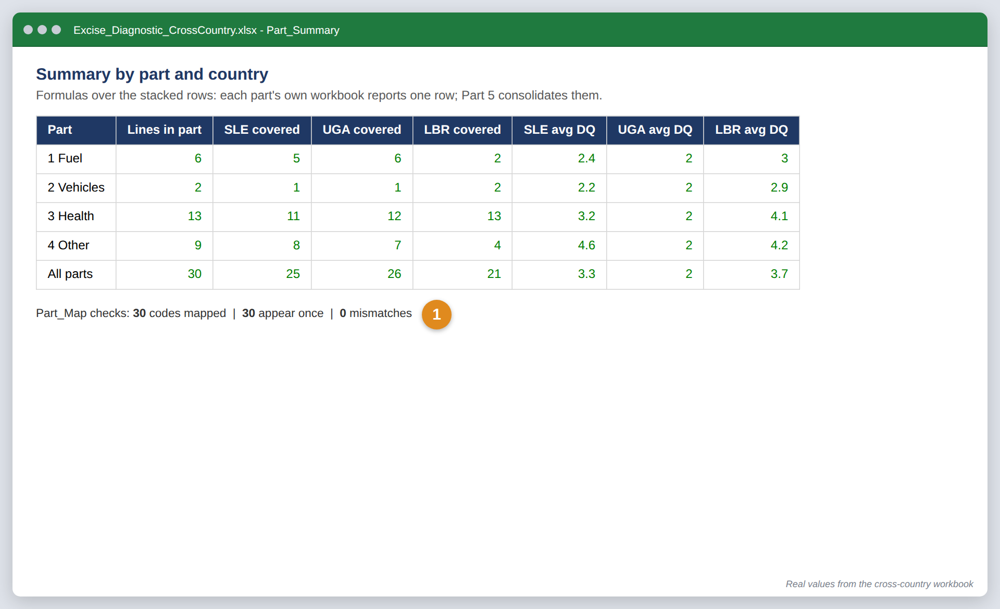 Excise_Diagnostic_CrossCountry.xlsx - Part_Summary
Summary by part and country
Formulas over the stacked rows: each part's own workbook reports one row; Part 5 consolidates them.
Part Lines in part SLE covered UGA covered LBR covered SLE avg DQ UGA avg DQ LBR avg DQ
1 Fuel 6 5 6 2 2.4 2 3
2 Vehicles 2 1 1 2 2.2 2 2.9
3 Health 13 11 12 13 3.2 2 4.1
4 Other 9 8 7 4 4.6 2 4.2
All parts 30 25 26 21 3.3 2 3.7
Part_Map checks: 30 codes mapped | 30 appear once | 0 mismatches 1
Real values from the cross-country workbook